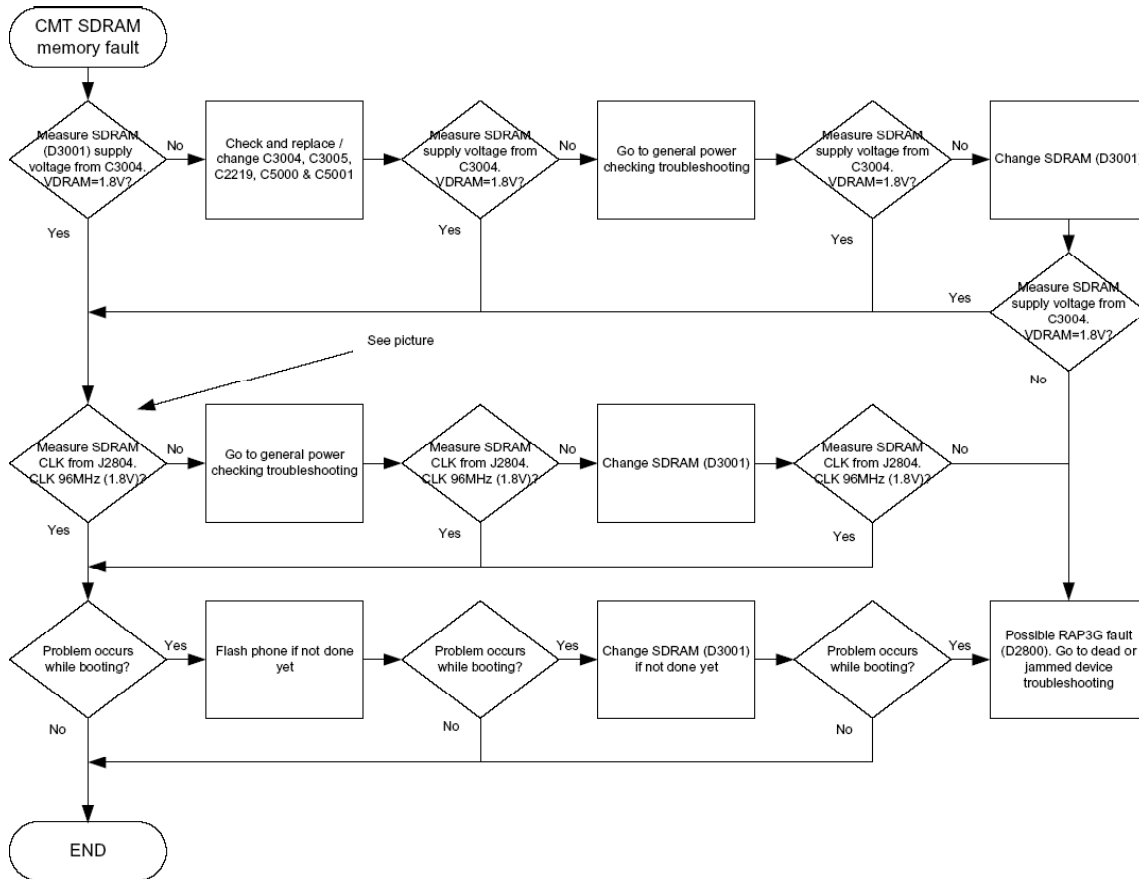 CMT SDRAM
memory fault
Measure SDRAM
(D3001) supply
voltage from C3004.
VDRAM=1.8V?
No
Check and replace /
change C3004, C3005,
C2219, C5000 & C5001
Measure SDRAM
supply voltage from
C3004.
VDRAM=1.8V?
No
Go to general power
checking troubleshooting
Measure SDRAM
supply voltage from
C3004.
VDRAM=1.8V?
No
Change SDRAM (D3001)
Yes
Yes
Yes
Yes
Measure SDRAM
supply voltage from
C3004.
VDRAM=1.8V?
No
See picture
Measure SDRAM
CLK from J2804.
CLK 96MHz (1.8V)?
No
Go to general power
checking troubleshooting
Measure SDRAM
CLK from J2804.
CLK 96MHz (1.8V)?
No
Change SDRAM (D3001)
Measure SDRAM
CLK from J2804.
CLK 96MHz (1.8V)?
No
Yes
Yes
Yes
Problem occurs
while booting?
Yes
Flash phone if not done
yet
Problem occurs
while booting?
Yes
Change SDRAM (D3001)
if not done yet
Problem occurs
while booting?
Yes
Possible RAP3G fault
(D2800). Go to dead or
jammed device
troubleshooting
No
No
No
END